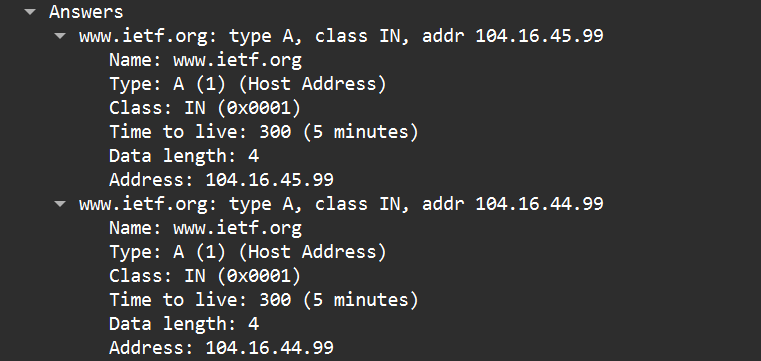 Answers
www.ietf.org: type A, class IN, addr 104.16.45.99
Name: www.ietf.org
Type: A (1) (Host Address)
Class: IN (0x0001)
Time to live: 300 (5 minutes)
Data length: 4
Address: 104.16.45.99
www.ietf.org: type A, class IN, addr 104.16.44.99
Name: www.ietf.org
Type: A (1) (Host Address)
Class: IN (0x0001)
Time to live: 300 (5 minutes)
Data length: 4
Address: 104.16.44.99